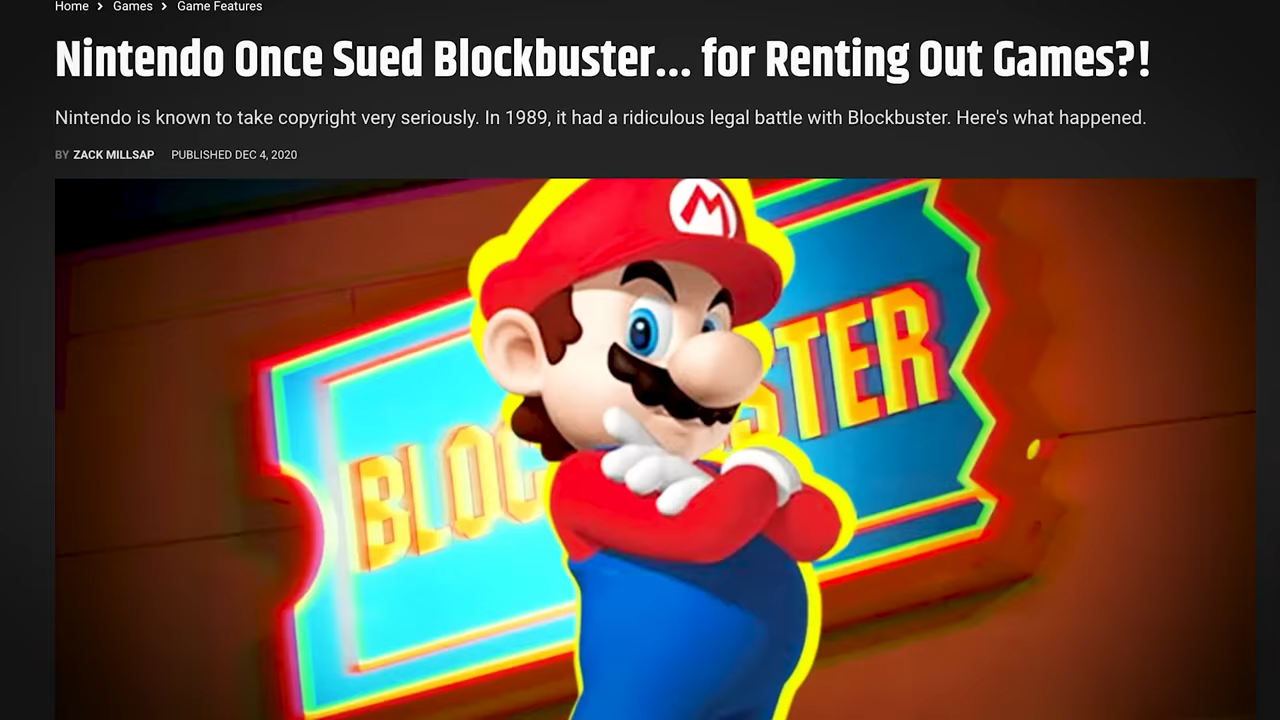 Home > Games > Game Features
Nintendo Once Sued Blockbuster... for Renting Out Games?!
Nintendo is known to take copyright very seriously. In 1989, it had a ridiculous legal battle with Blockbuster. Here's what happened.
BY ZACK MILLSAP PUBLISHED DEC 4, 2020
M
BLOC STER